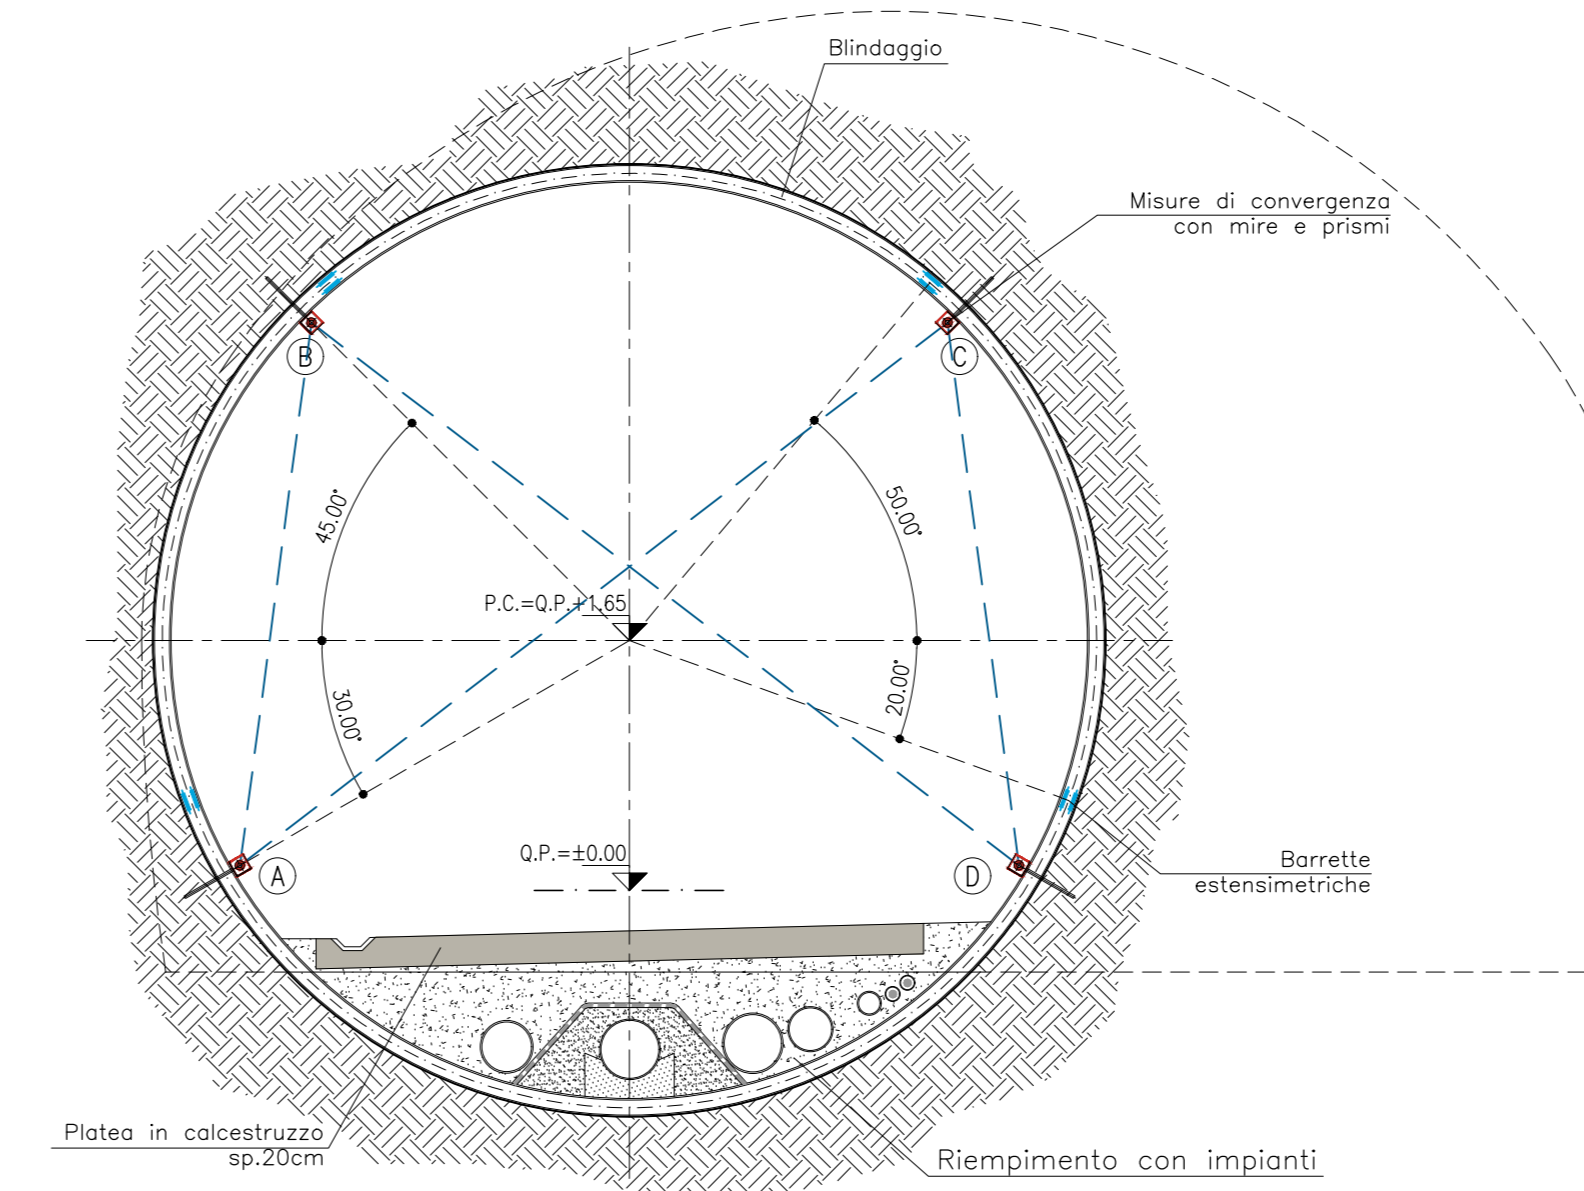 Blindaggio
Misure di convergenza
con mire e prismi
B
C
45.00°
50.00°
P.C.=Q.P.+1.65
30.00°
20.00°
Q.P.=±0.00
A
D
Barrette
estensimetriche
Platea in calcestruzzo
sp.20cm
Riempimento con impianti